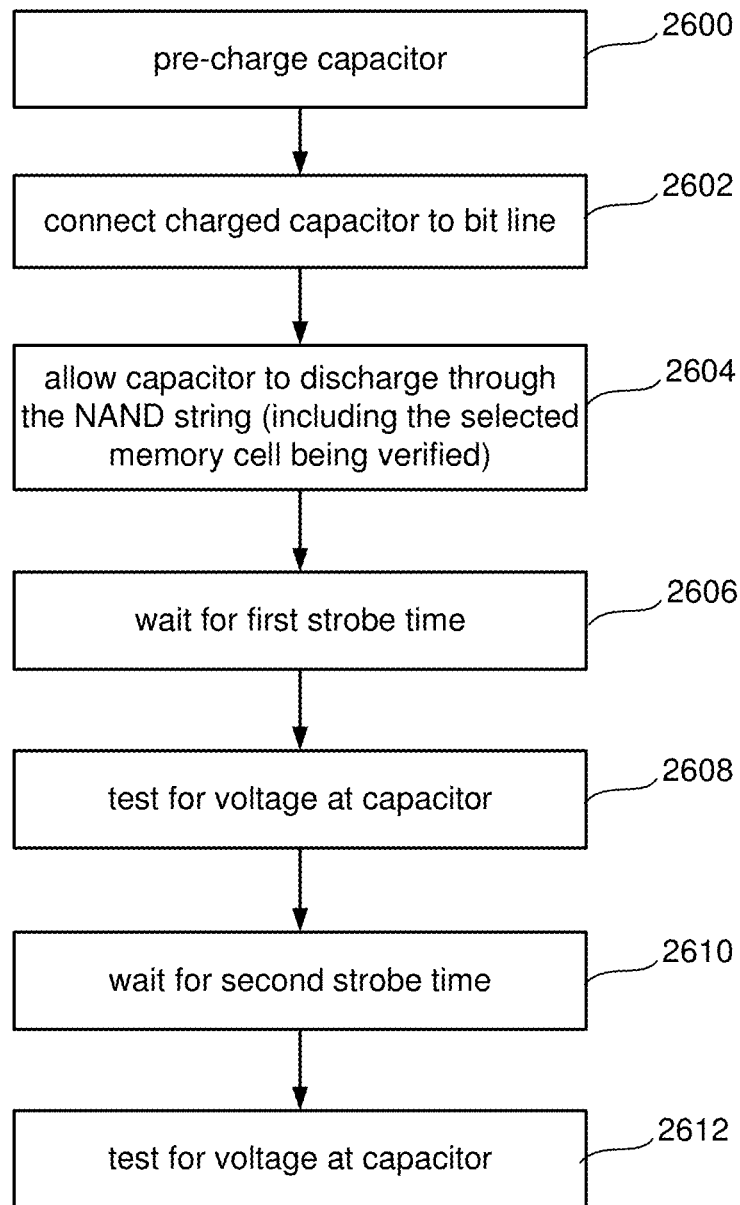 pre-charge capacitor
2600
connect charged capacitor to bit line
2602
allow capacitor to discharge through
the NAND string (including the selected
memory cell being verified)
2604
wait for first strobe time
2606
test for voltage at capacitor
2608
wait for second strobe time
2610
test for voltage at capacitor
2612